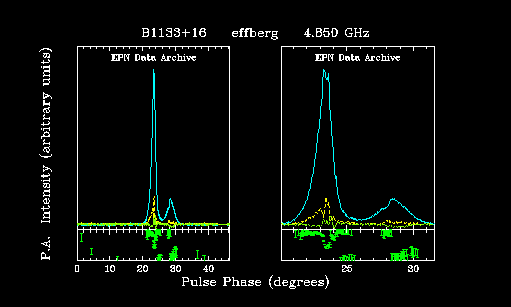 B1133+16 effberg 4.850 GHz
EPN Data Archive EPN Data Archive
P.A. Intensity (arbitrary units)
0 10 20 30 40 25 30
Pulse Phase (degrees)